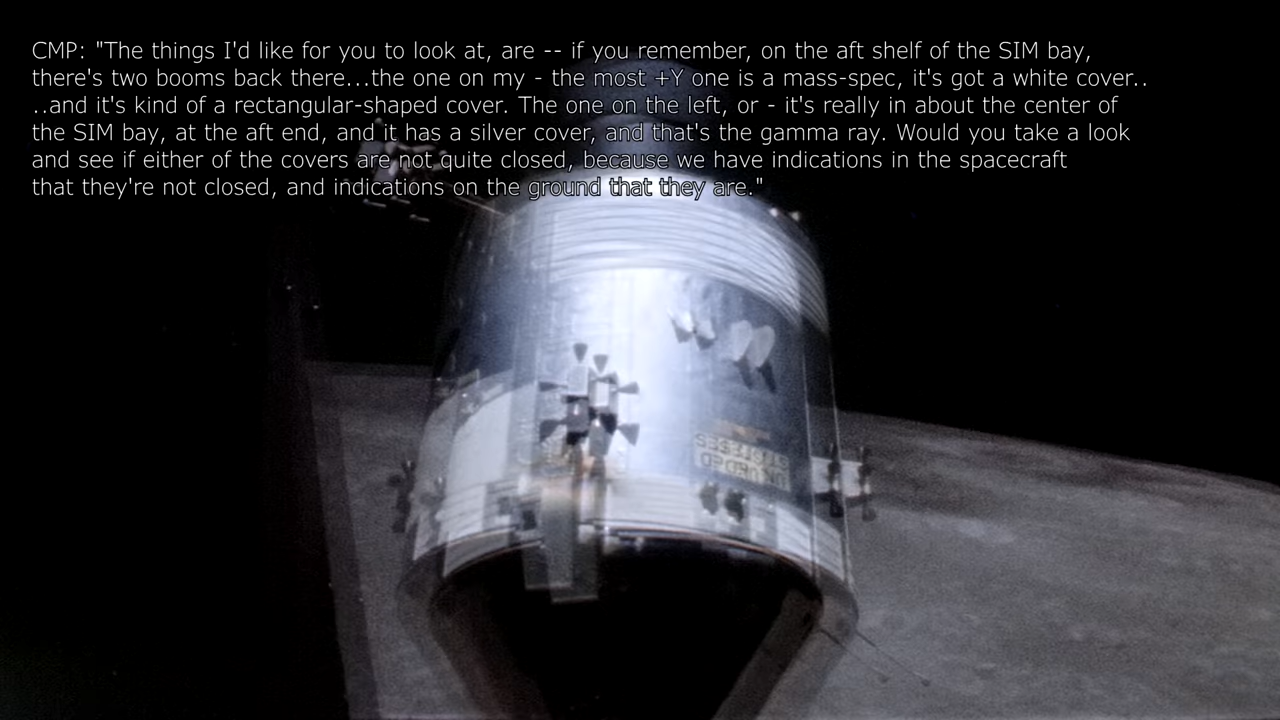 CMP: "The things I'd like for you to look at, are -- if you remember, on the aft shelf of the SIM bay,
there's two booms back there...the one on my - the most +Y one is a mass-spec, it's got a white cover..
..and it's kind of a rectangular-shaped cover. The one on the left, or - it's really in about the center of
the SIM bay, at the aft end, and it has a silver cover, and that's the gamma ray. Would you take a look
and see if either of the covers are not quite closed, because we have indications in the spacecraft
that they're not closed, and indications on the ground that they are."
UNITED
STATES